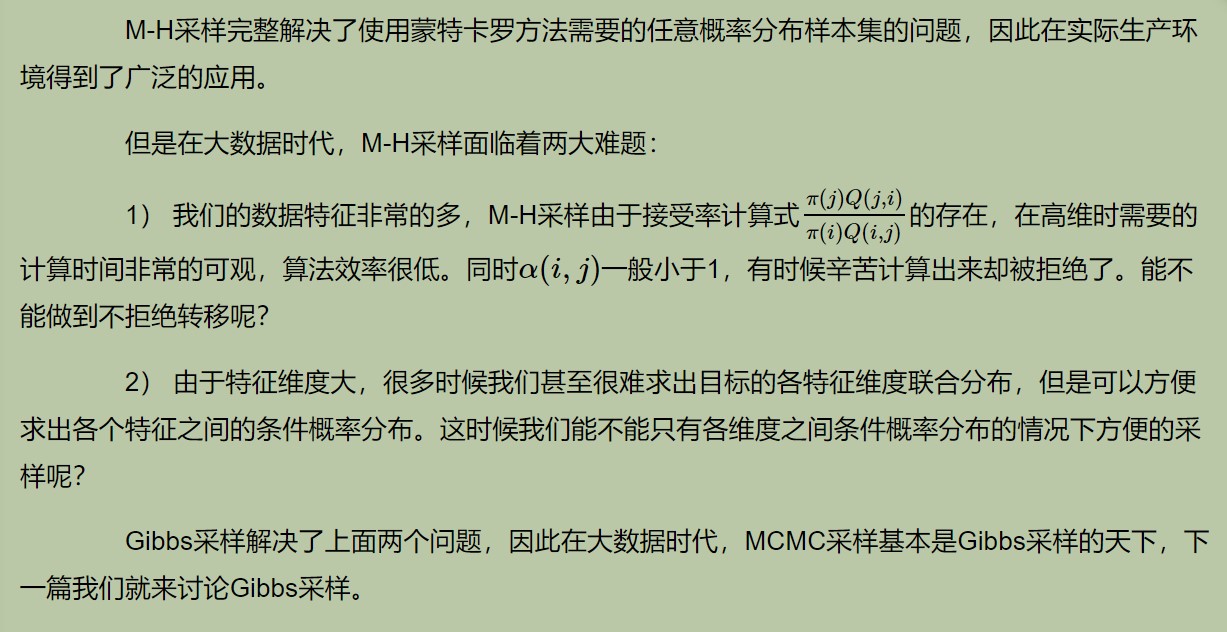 M-H采样完整解决了使用蒙特卡罗方法需要的任意概率分布样本集的问题，因此在实际生产环
境得到了广泛的应用。
但是在大数据时代，M-H采样面临着两大难题：
1） 我们的数据特征非常的多，M-H采样由于接受率计算式π(j)Q(j,i)/π(i)Q(i,j)的存在，在高维时需要的
计算时间非常的可观，算法效率很低。同时α(i,j)一般小于1，有时候辛苦计算出来却被拒绝了。能不
能做到不拒绝转移呢？
2） 由于特征维度大，很多时候我们甚至很难求出目标的各特征维度联合分布，但是可以方便
求出各个特征之间的条件概率分布。这时候我们能不能只有各维度之间条件概率分布的情况下方便的采
样呢？
Gibbs采样解决了上面两个问题，因此在大数据时代，MCMC采样基本是Gibbs采样的天下，下
一篇我们就来讨论Gibbs采样。